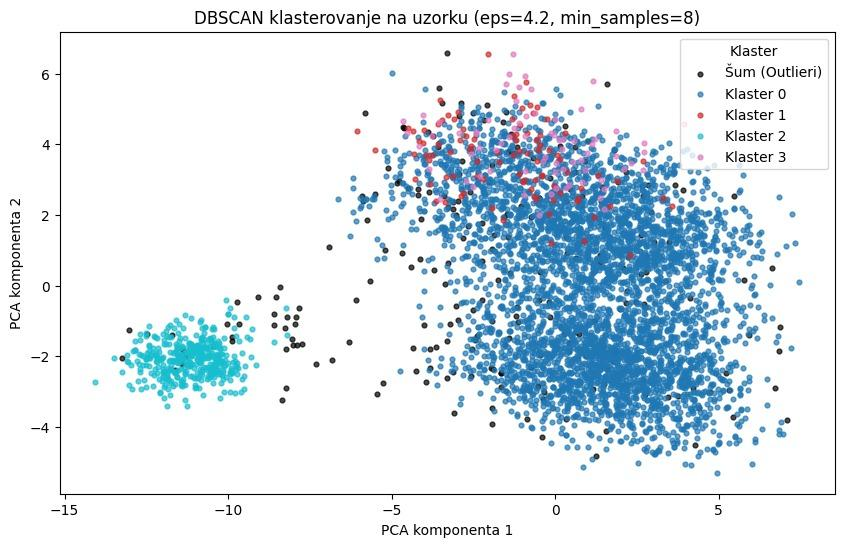 DBSCAN klasterovanje na uzorku (eps=4.2, min_samples=8)
Klaster
Šum (Outlieri)
Klaster 0
Klaster 1
Klaster 2
Klaster 3
PCA komponenta 2
6
4
2
0
−2
−4
−15
−10
−5
0
5
PCA komponenta 1